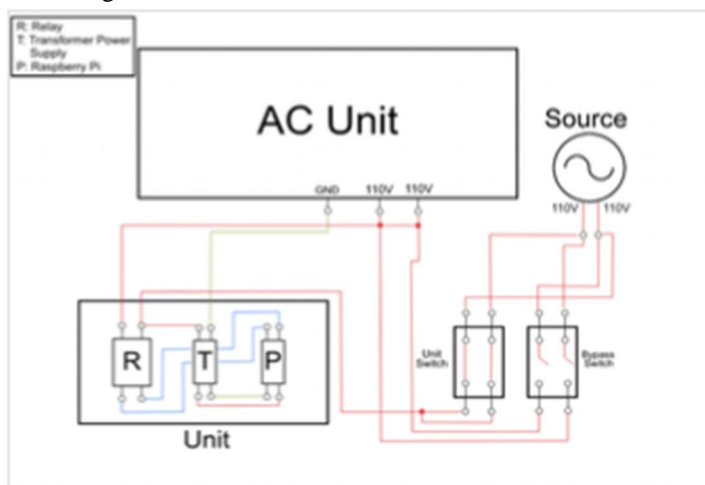 R: Relay
T: Transformer Power
Supply
P: Raspberry Pi
AC Unit
Source
GND 110V 110V
110V 110V
R T P
Unit
Switch
Bypass
Switch
Unit